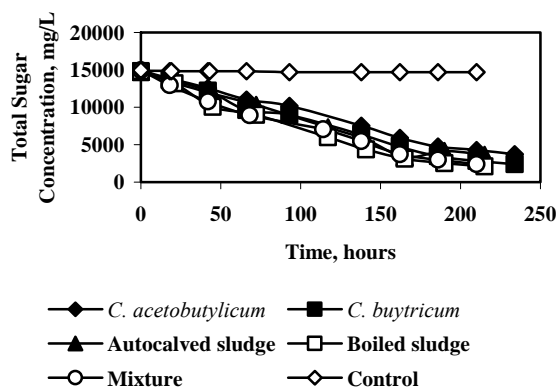 Total Sugar
Concentration, mg/L
20000
15000
10000
5000
0
0 50 100 150 200 250
Time, hours
C. acetobutylicum C. buytricum
Autocalved sludge Boiled sludge
Mixture Control